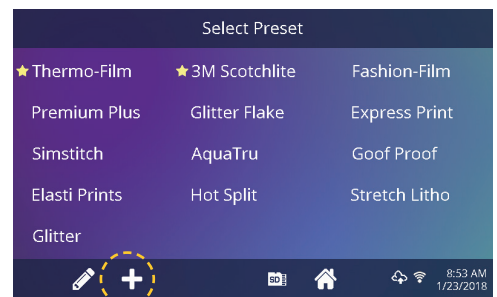 Select Preset
Thermo-Film 3M Scotchlite Fashion-Film
Premium Plus Glitter Flake Express Print
Simstitch AquaTru Goof Proof
Elasti Prints Hot Split Stretch Litho
Glitter
SD 8:53 AM
1/23/2018